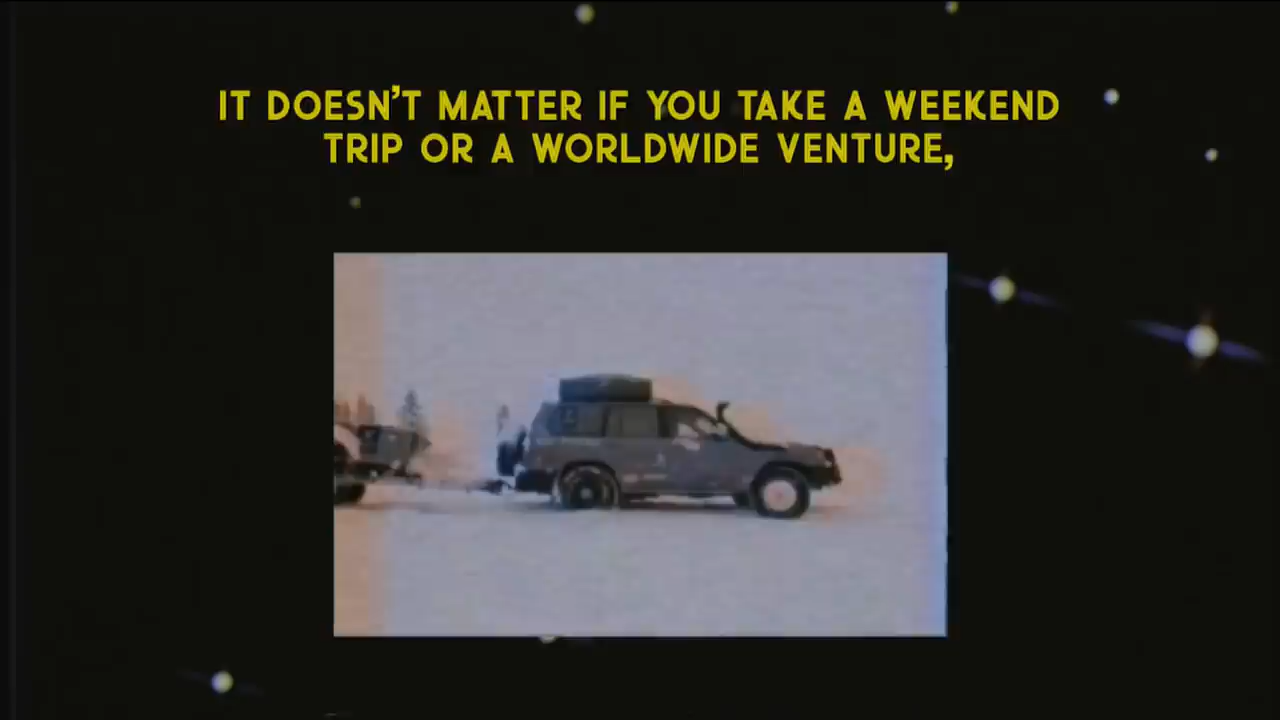 IT DOESN'T MATTER IF YOU TAKE A WEEKEND
TRIP OR A WORLDWIDE VENTURE,